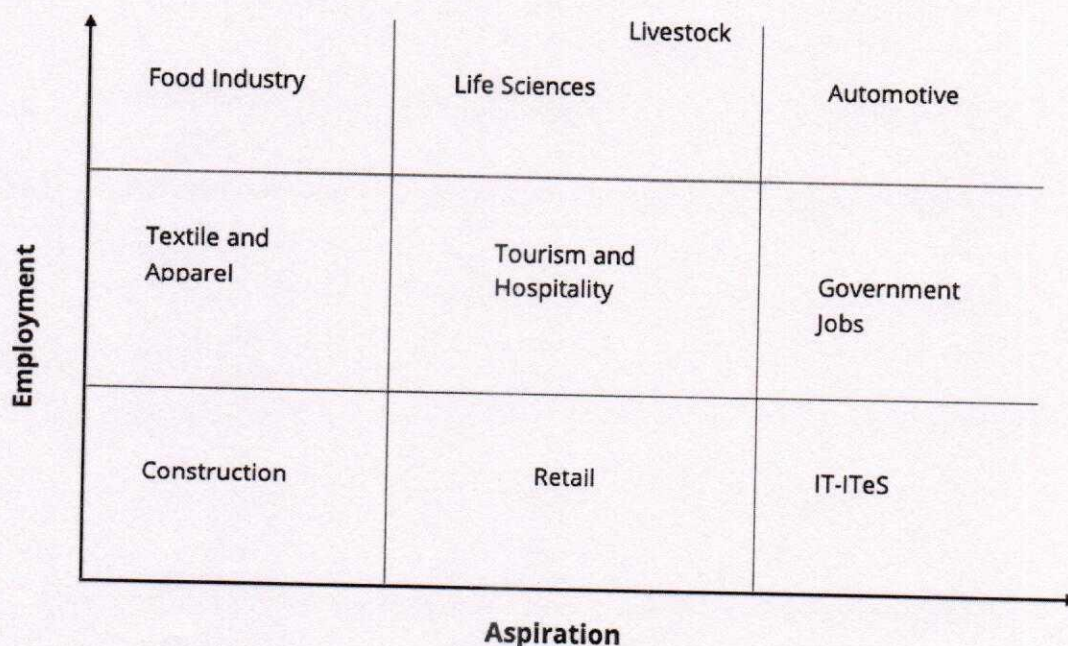 Livestock
Food Industry
Life Sciences
Automotive
Textile and
Apparel
Tourism and
Hospitality
Government
Jobs
Employment
Construction
Retail
IT-ITeS
Aspiration